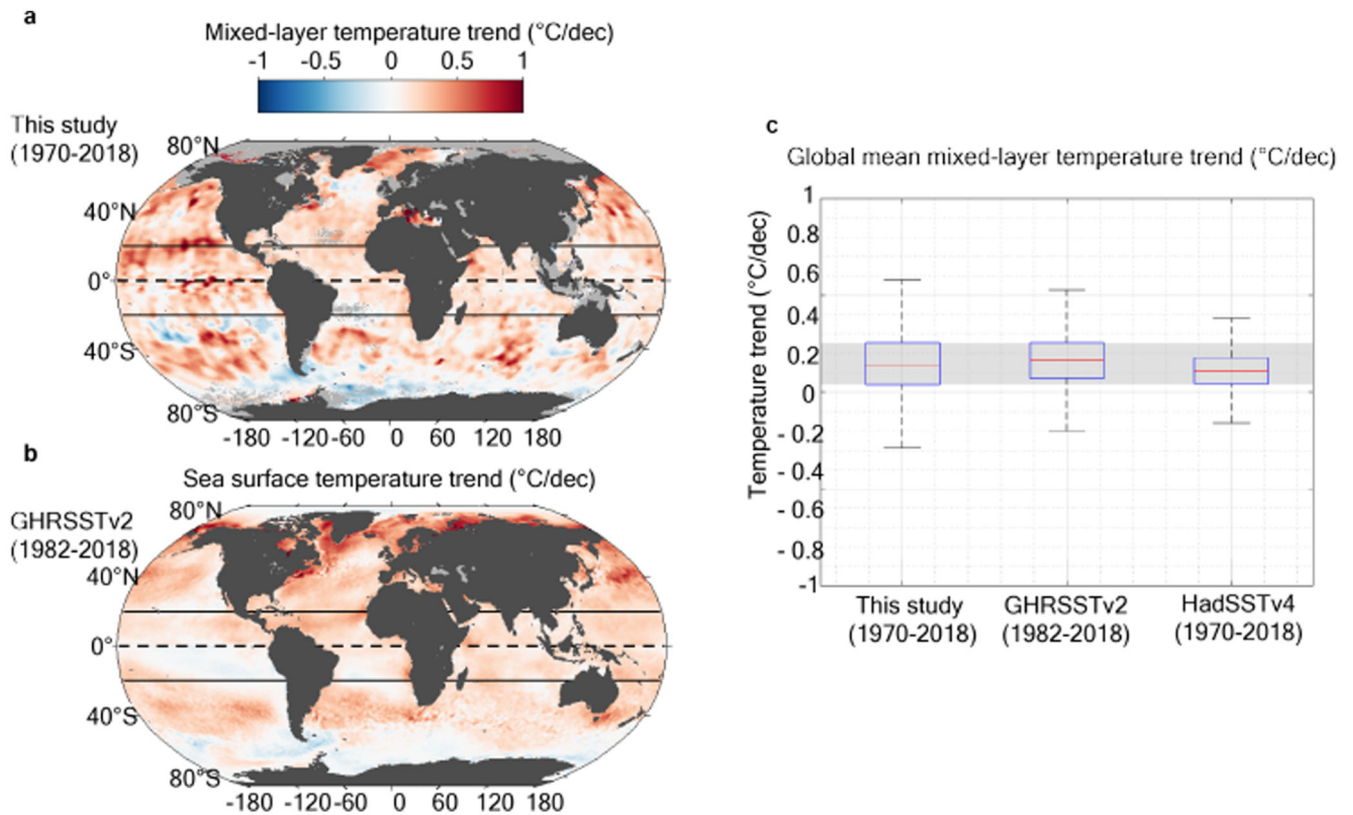 a
Mixed-layer temperature trend (°C/dec)
-1 -0.5 0 0.5 1
This study
(1970-2018)
80°N
40°N
0°
40°S
80°S
-180 -120 -60 0 60 120 180
b
Sea surface temperature trend (°C/dec)
GHRSSTv2
(1982-2018)
80°N
40°N
0°
40°S
80°S
-180 -120 -60 0 60 120 180
c
Global mean mixed-layer temperature trend (°C/dec)
Temperature trend (°C/dec)
1
0.8
0.6
0.4
0.2
0
- 0.2
- 0.4
- 0.6
- 0.8
-1
This study
(1970-2018)
GHRSSTv2
(1982-2018)
HadSSTv4
(1970-2018)